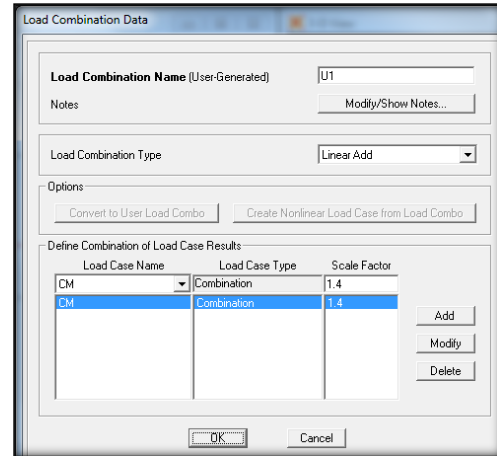 Load Combination Data
Load Combination Name (User-Generated) U1
Notes Modify/Show Notes...
Load Combination Type Linear Add
Options
Convert to User Load Combo Create Nonlinear Load Case from Load Combo
Define Combination of Load Case Results
Load Case Name Load Case Type Scale Factor
CM Combination 1.4
CM Combination 1.4
Add
Modify
Delete
OK Cancel